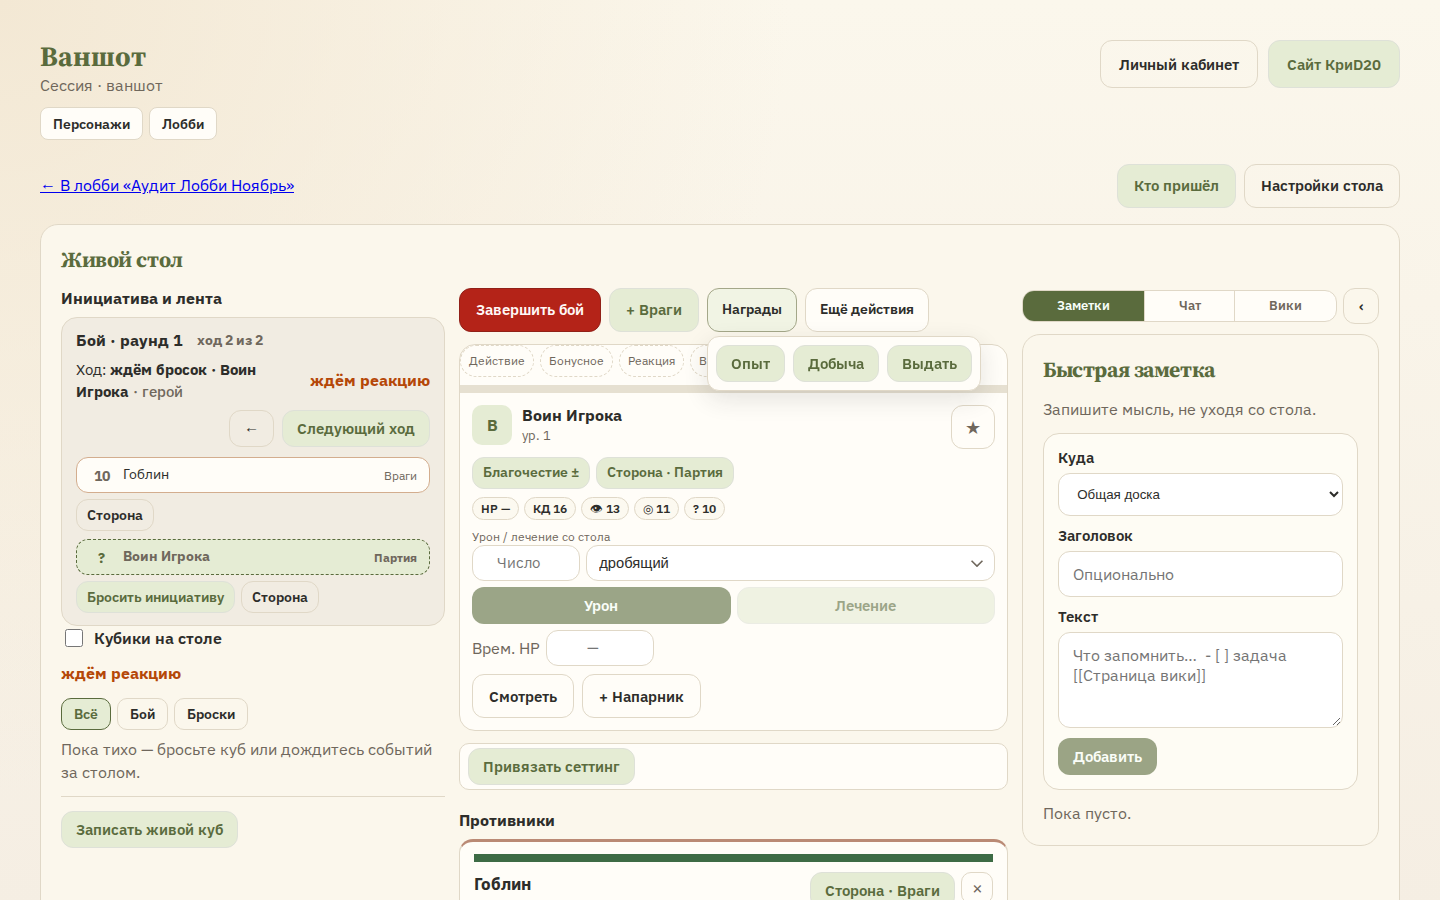 Ваншот
Сессия · ваншот
Персонажи
Лобби
Личный кабинет
Сайт КриD20
← В лобби «Аудит Лобби Ноябрь»
Кто пришёл
Настройки стола
Живой стол
Инициатива и лента
Бой · раунд 1 ход 2 из 2
Ход: ждём бросок · Воин
Игрока · герой
ждём реакцию
←
Следующий ход
10 Гоблин Враги
Сторона
? Воин Игрока Партия
Бросить инициативу
Сторона
Кубики на столе
ждём реакцию
Всё
Бой
Броски
Пока тихо — бросьте куб или дождитесь событий
за столом.
Записать живой куб
Завершить бой
+ Враги
Награды
Ещё действия
Опыт
Добыча
Выдать
Действие
Бонусное
Реакция
В
В
Воин Игрока
ур. 1
★
Благочестие ±
Сторона · Партия
HP —
КД 16
👁 13
◎ 11
? 10
Урон / лечение со стола
Число
дробящий
Урон
Лечение
Врем. HP —
Смотреть
+ Напарник
Привязать сеттинг
Противники
Гоблин
Сторона · Враги
×
Заметки
Чат
Вики
‹
Быстрая заметка
Запишите мысль, не уходя со стола.
Куда
Общая доска
Заголовок
Опционально
Текст
Что запомнить... - [ ] задача
[[Страница вики]]
Добавить
Пока пусто.